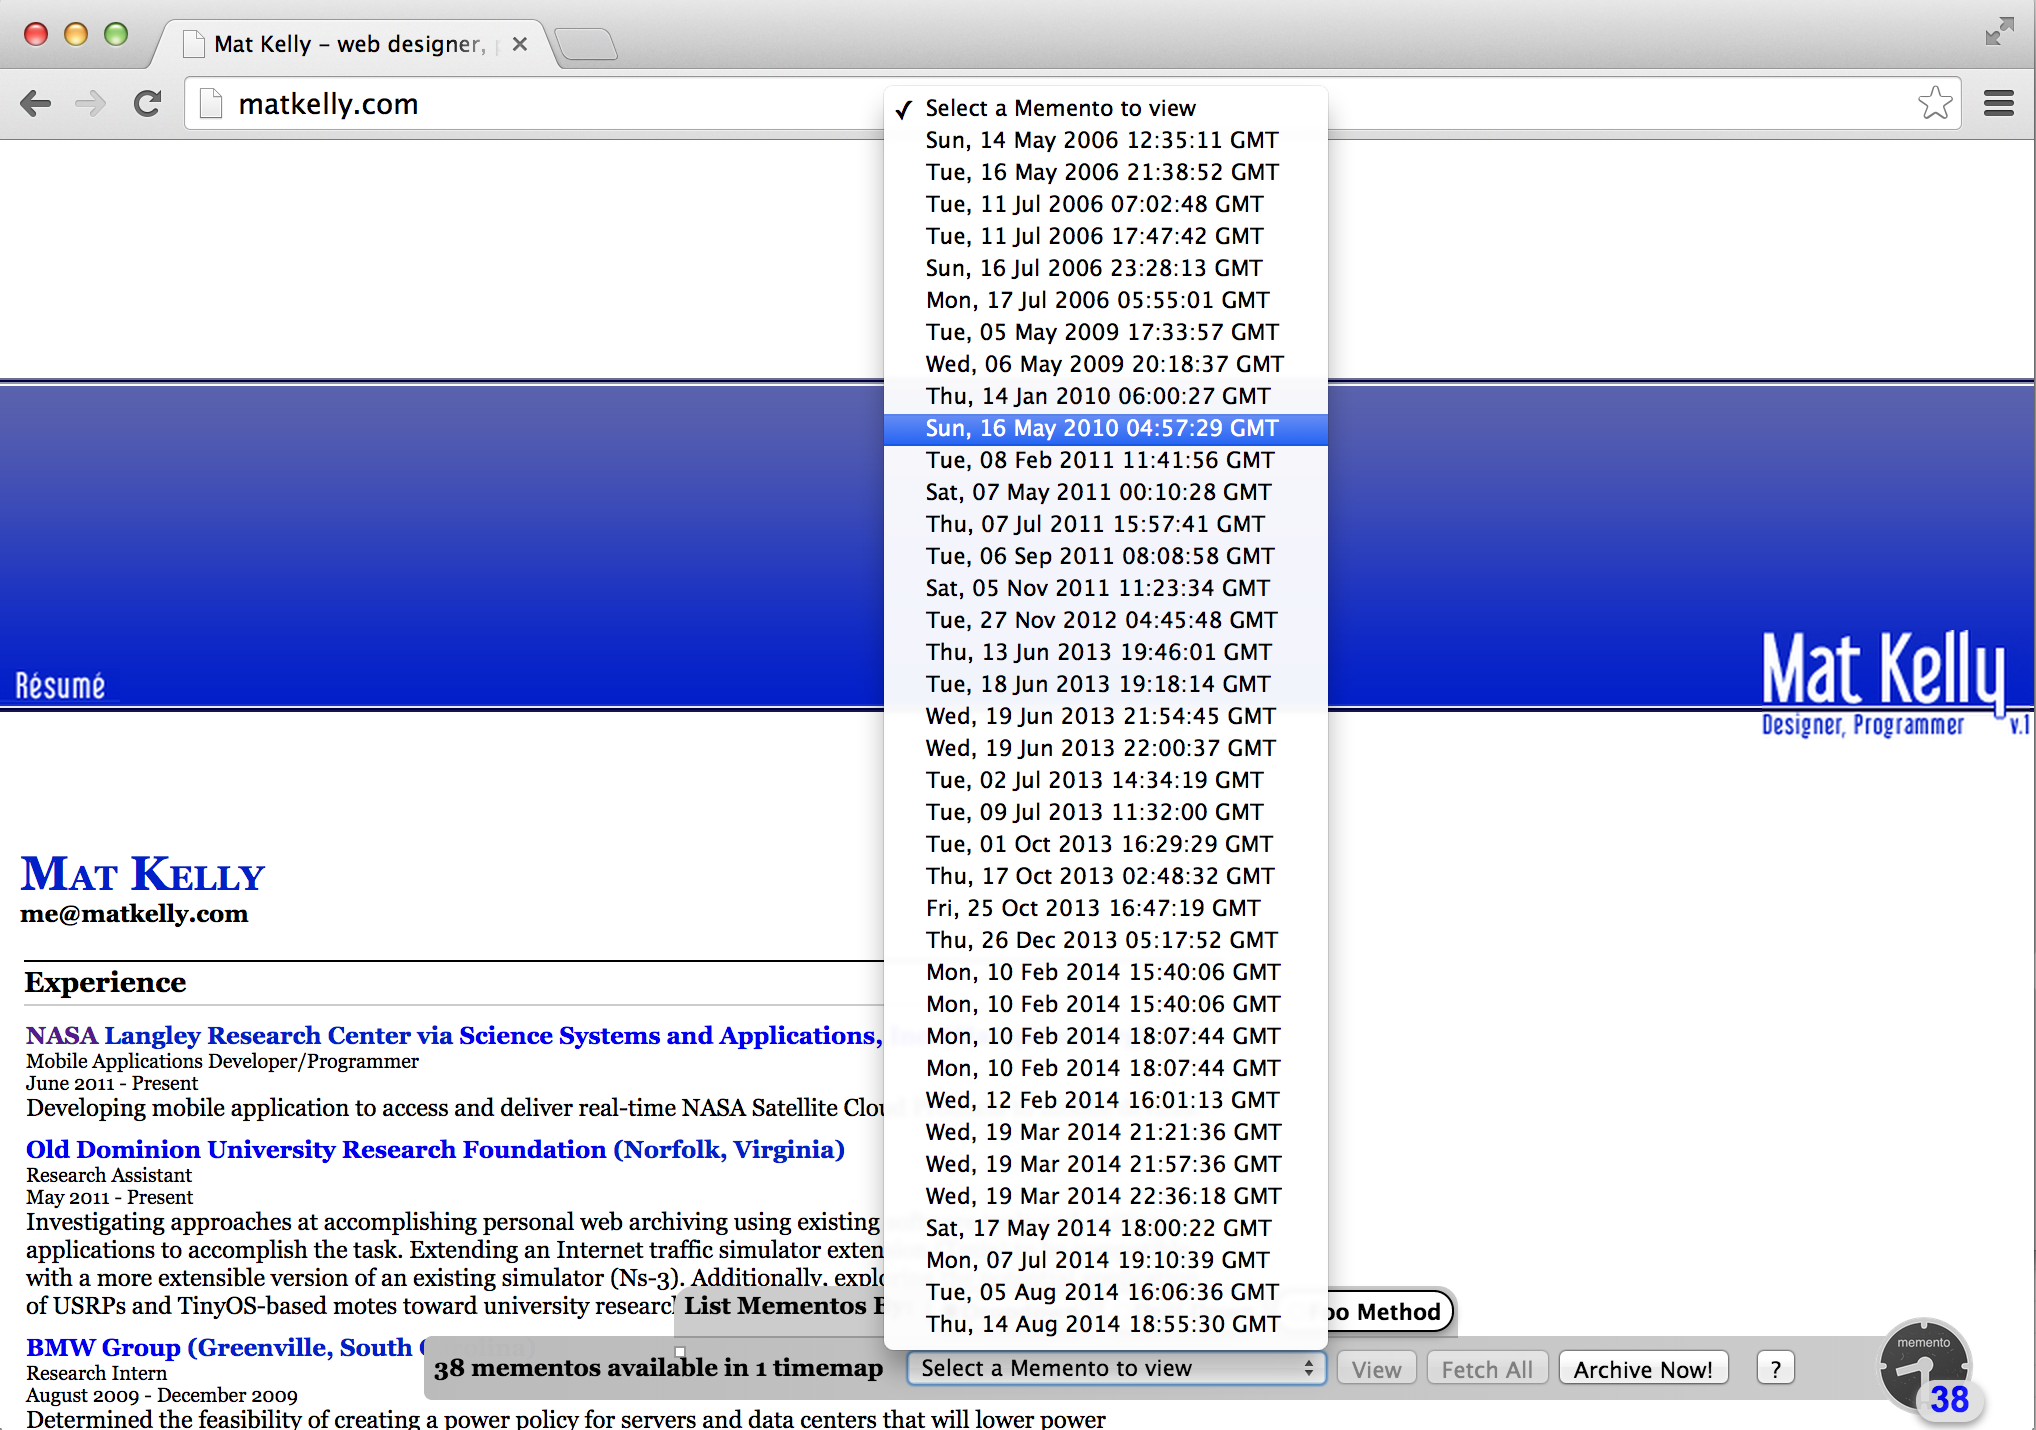 Mat Kelly – web designer,
matkelly.com
Select a Memento to view
Sun, 14 May 2006 12:35:11 GMT
Tue, 16 May 2006 21:38:52 GMT
Tue, 11 Jul 2006 07:02:48 GMT
Tue, 11 Jul 2006 17:47:42 GMT
Sun, 16 Jul 2006 23:28:13 GMT
Mon, 17 Jul 2006 05:55:01 GMT
Tue, 05 May 2009 17:33:57 GMT
Wed, 06 May 2009 20:18:37 GMT
Thu, 14 Jan 2010 06:00:27 GMT
Sun, 16 May 2010 04:57:29 GMT
Tue, 08 Feb 2011 11:41:56 GMT
Sat, 07 May 2011 00:10:28 GMT
Thu, 07 Jul 2011 15:57:41 GMT
Tue, 06 Sep 2011 08:08:58 GMT
Sat, 05 Nov 2011 11:23:34 GMT
Tue, 27 Nov 2012 04:45:48 GMT
Thu, 13 Jun 2013 19:46:01 GMT
Tue, 18 Jun 2013 19:18:14 GMT
Wed, 19 Jun 2013 21:54:45 GMT
Wed, 19 Jun 2013 22:00:37 GMT
Tue, 02 Jul 2013 14:34:19 GMT
Tue, 09 Jul 2013 11:32:00 GMT
Tue, 01 Oct 2013 16:29:29 GMT
Thu, 17 Oct 2013 02:48:32 GMT
Fri, 25 Oct 2013 16:47:19 GMT
Thu, 26 Dec 2013 05:17:52 GMT
Mon, 10 Feb 2014 15:40:06 GMT
Mon, 10 Feb 2014 15:40:06 GMT
Mon, 10 Feb 2014 18:07:44 GMT
Mon, 10 Feb 2014 18:07:44 GMT
Wed, 12 Feb 2014 16:01:13 GMT
Wed, 19 Mar 2014 21:21:36 GMT
Wed, 19 Mar 2014 21:57:36 GMT
Wed, 19 Mar 2014 22:36:18 GMT
Sat, 17 May 2014 18:00:22 GMT
Mon, 07 Jul 2014 19:10:39 GMT
Tue, 05 Aug 2014 16:06:36 GMT
Thu, 14 Aug 2014 18:55:30 GMT
Résumé
Mat Kelly
Designer, Programmer v.1
MAT KELLY
me@matkelly.com
Experience
NASA Langley Research Center via Science Systems and Applications,
Mobile Applications Developer/Programmer
June 2011 - Present
Developing mobile application to access and deliver real-time NASA Satellite
Old Dominion University Research Foundation (Norfolk, Virginia)
Research Assistant
May 2011 - Present
Investigating approaches at accomplishing personal web archiving using existing
applications to accomplish the task. Extending an Internet traffic simulator
with a more extensible version of an existing simulator (Ns-3). Additionally,
of USRPs and TinyOS-based motes toward university
List Mementos
Method
BMW Group (Greenville, South
Research Intern
August 2009 - December 2009
Determined the feasibility of creating a power policy for servers and data centers that will lower power
38 mementos available in 1 timemap
Select a Memento to view
View
Fetch All
Archive Now!
?
memento
38